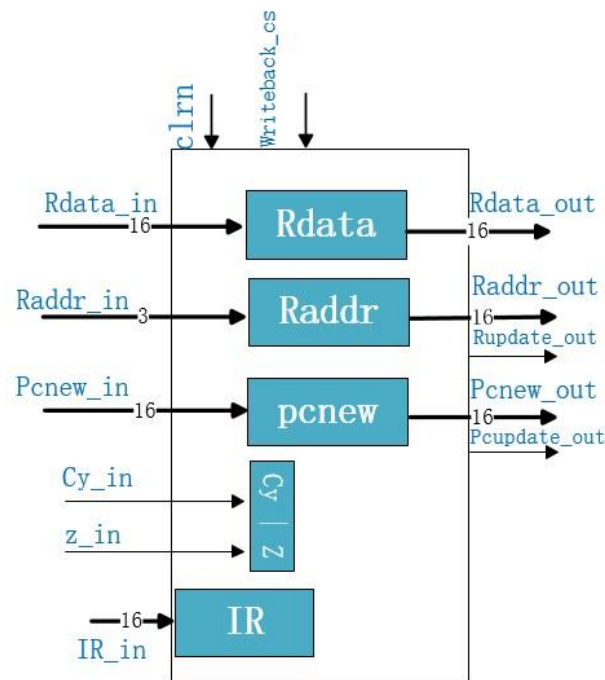 clrn
Writeback_cs
Rdata_in
16
Rdata
Rdata_out
16
Raddr_in
3
Raddr
Raddr_out
16
Rupdate_out
Pcnew_in
16
pcnew
Pcnew_out
16
Pcupdate_out
Cy_in
z_in
Cy | Z
16
IR_in
IR